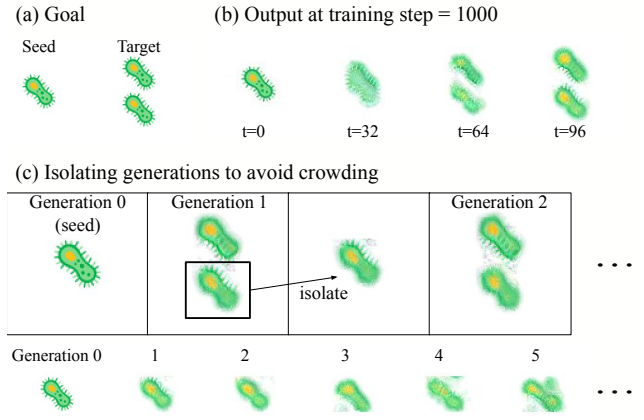 (a) Goal
(b) Output at training step = 1000
Seed
Target
t=0
t=32
t=64
t=96
(c) Isolating generations to avoid crowding
Generation 0
(seed)
Generation 1
isolate
Generation 2
. . .
Generation 0
1
2
3
4
5
. . .